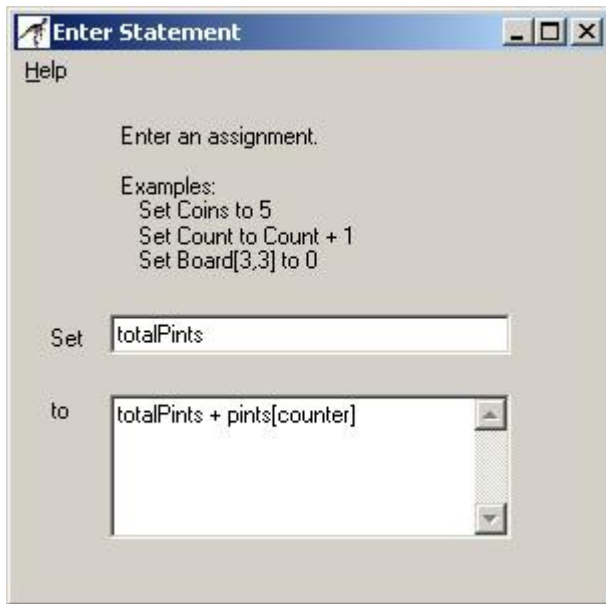 Enter Statement
Help
Enter an assignment.
Examples:
Set Coins to 5
Set Count to Count + 1
Set Board[3,3] to 0
Set totalPints
to totalPints + pints[counter]